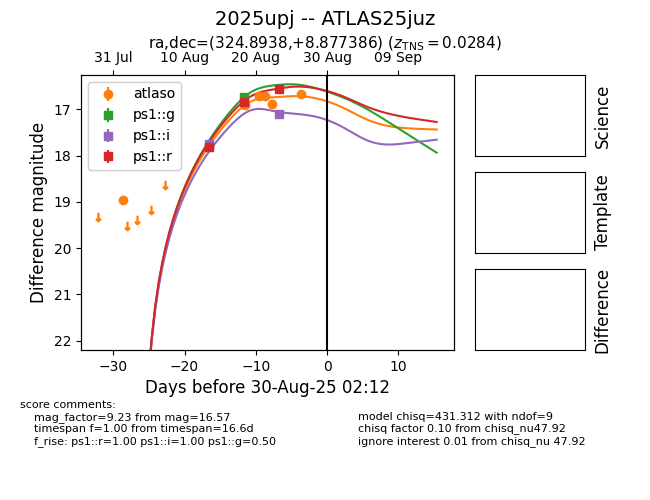 2025upj -- ATLAS25juz
ra,dec=(324.8938,+8.877386) (zTNS = 0.0284)
31 Jul 10 Aug 20 Aug 30 Aug 09 Sep
atlaso
ps1::g
ps1::i
ps1::r
17
18
19
20
21
22
Difference magnitude
−30 −20 −10 0 10
Days before 30-Aug-25 02:12
Science
Template
Difference
score comments:
mag_factor=9.23 from mag=16.57
timespan f=1.00 from timespan=16.6d
f_rise: ps1::r=1.00 ps1::i=1.00 ps1::g=0.50
model chisq=431.312 with ndof=9
chisq factor 0.10 from chisq_nu47.92
ignore interest 0.01 from chisq_nu 47.92